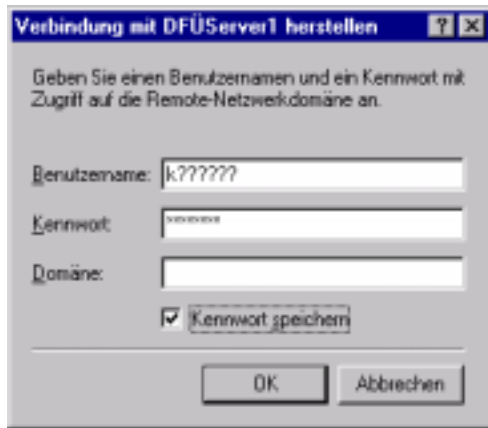 Verbindung mit DFÜServer1 herstellen
Geben Sie einen Benutzernamen und ein Kennwort mit
Zugriff auf die Remote-Netzwerkdomäne an.
Benutzername: k??????
Kennwort: *******
Domäne:
Kennwort speichern
OK Abbrechen